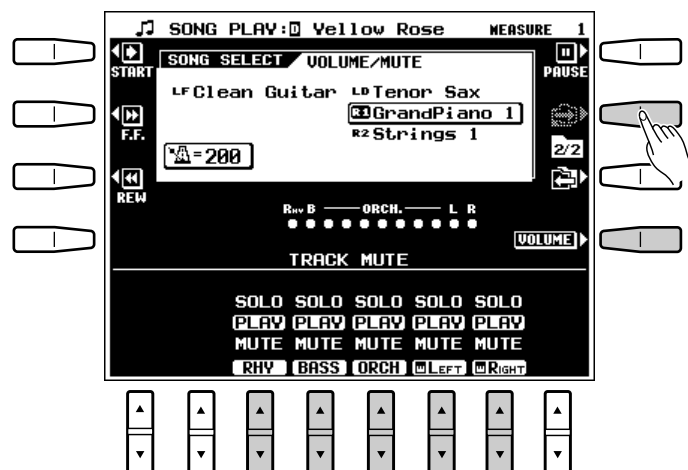 SONG PLAY:D Yellow Rose MEASURE 1
START SONG SELECT VOLUME/MUTE PAUSE
LF Clean Guitar LD Tenor Sax
R1 GrandPiano 1
F.F. R2 Strings 1
=200 2/2
REW
RHY B ORCH. L R
VOLUME
TRACK MUTE
SOLO SOLO SOLO SOLO SOLO
PLAY PLAY PLAY PLAY PLAY
MUTE MUTE MUTE MUTE MUTE
RHY BASS ORCH LEFT RIGHT